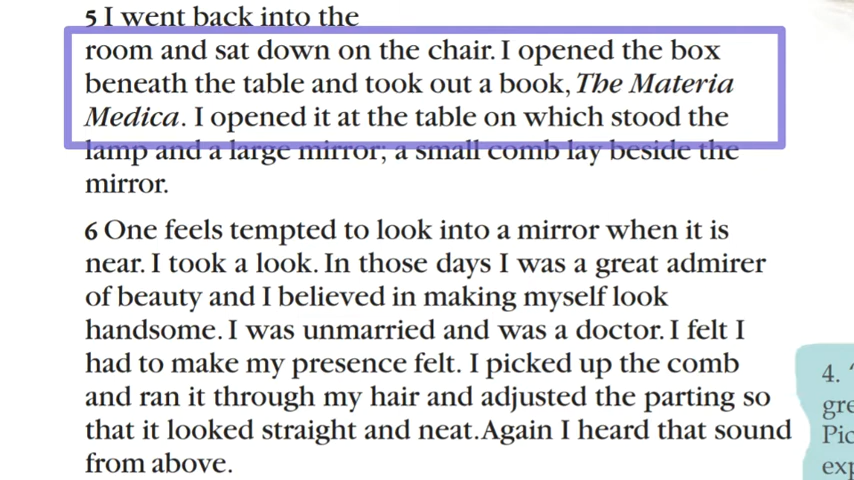 5 I went back into the
room and sat down on the chair. I opened the box
beneath the table and took out a book, The Materia
Medica. I opened it at the table on which stood the
lamp and a large mirror; a small comb lay beside the
mirror.
6 One feels tempted to look into a mirror when it is
near. I took a look. In those days I was a great admirer
of beauty and I believed in making myself look
handsome. I was unmarried and was a doctor. I felt I
had to make my presence felt. I picked up the comb
and ran it through my hair and adjusted the parting so
that it looked straight and neat.Again I heard that sound
from above.
4.